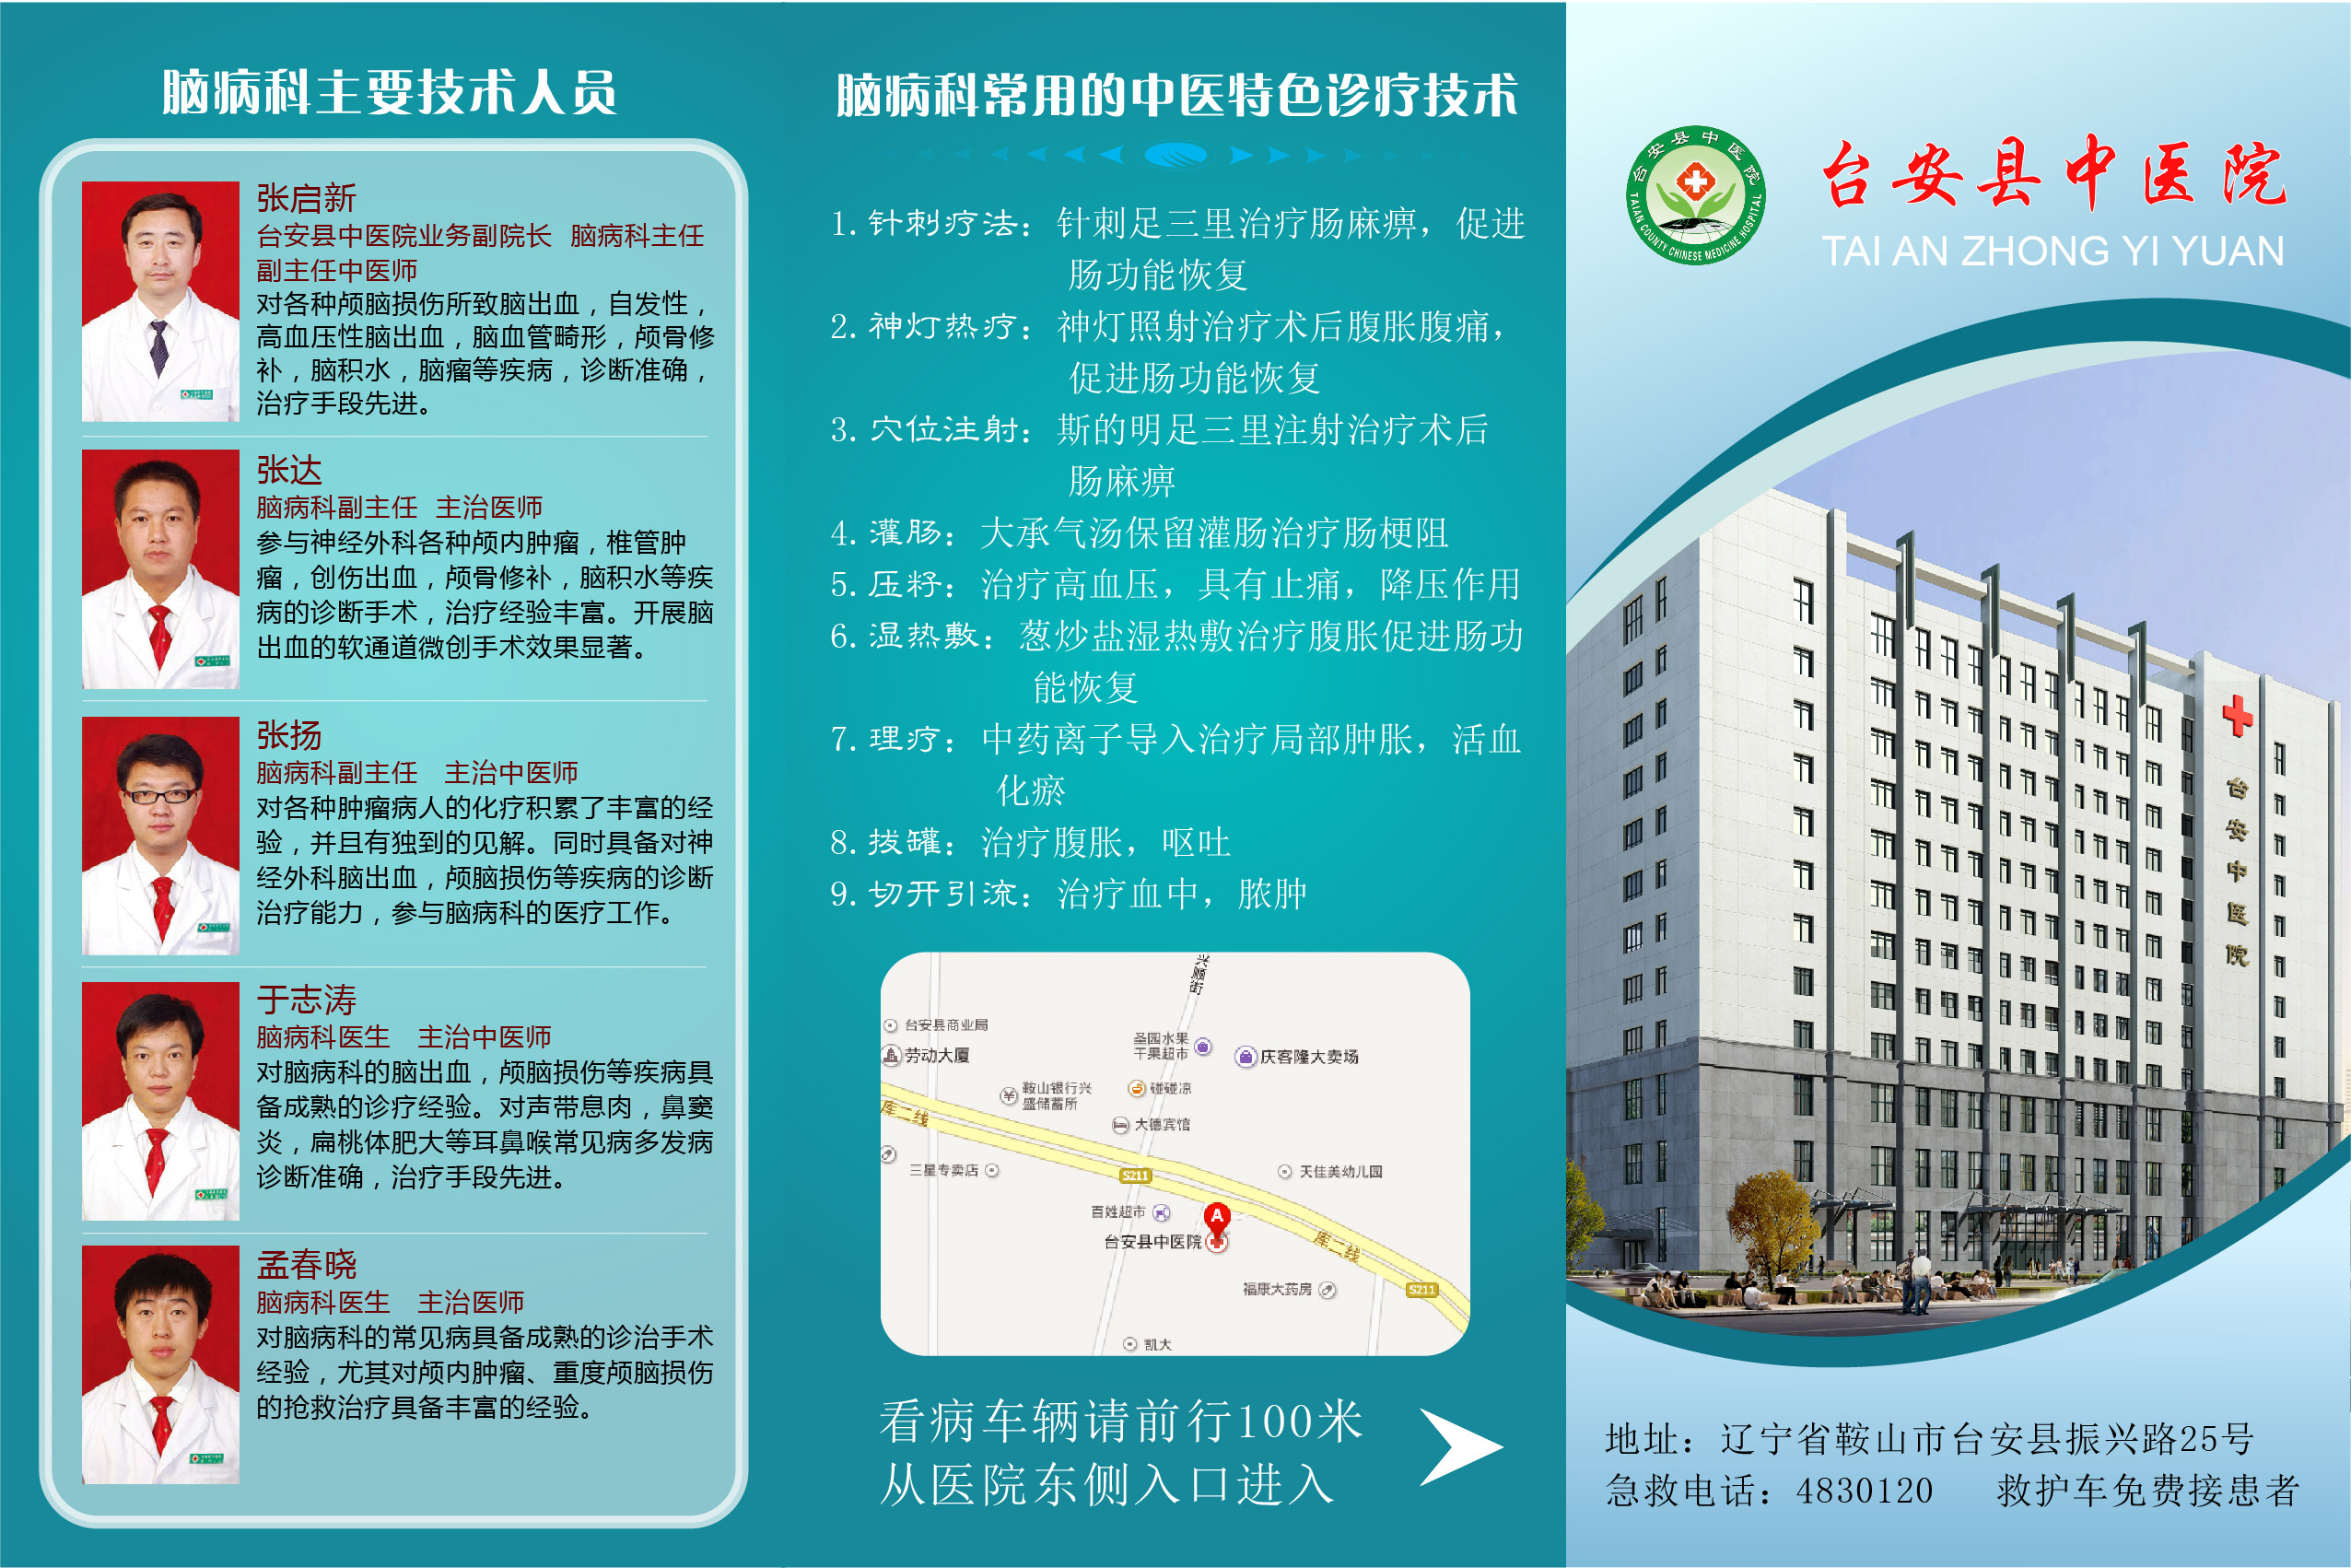 脑病科主要技术人员
张启新
台安县中医院业务副院长 脑病科主任
副主任中医师
对各种颅脑损伤所致脑出血，自发性，
高血压性脑出血，脑血管畸形，颅骨修
补，脑积水，脑瘤等疾病，诊断准确，
治疗手段先进。
张达
脑病科副主任 主治医师
参与神经外科各种颅内肿瘤，椎管肿
瘤，创伤出血，颅骨修补，脑积水等疾
病的诊断手术，治疗经验丰富。开展脑
出血的软通道微创手术效果显著。
张扬
脑病科副主任 主治中医师
对各种肿瘤病人的化疗积累了丰富的经
验，并且有独到的见解。同时具备对神
经外科脑出血，颅脑损伤等疾病的诊断
治疗能力，参与脑病科的医疗工作。
于志涛
脑病科医生 主治中医师
对脑病科的脑出血，颅脑损伤等疾病具
备成熟的诊疗经验。对声带息肉，鼻窦
炎，扁桃体肥大等耳鼻喉常见病多发病
诊断准确，治疗手段先进。
孟春晓
脑病科医生 主治医师
对脑病科的常见病具备成熟的诊治手术
经验，尤其对颅内肿瘤、重度颅脑损伤
的抢救治疗具备丰富的经验。
脑病科常用的中医特色诊疗技术
1.针刺疗法：针刺足三里治疗肠麻痹，促进
肠功能恢复
2.神灯热疗：神灯照射治疗术后腹胀腹痛，
促进肠功能恢复
3.穴位注射：斯的明足三里注射治疗术后
肠麻痹
4.灌肠：大承气汤保留灌肠治疗肠梗阻
5.压籽：治疗高血压，具有止痛，降压作用
6.湿热敷：葱炒盐湿热敷治疗腹胀促进肠功
能恢复
7.理疗：中药离子导入治疗局部肿胀，活血
化瘀
8.拔罐：治疗腹胀，呕吐
9.切开引流：治疗血中，脓肿
兴顺街
台安县商业局
劳动大厦
圣园水果
干果超市
庆客隆大卖场
鞍山银行兴
盛储蓄所
碰碰凉
库二线
大德宾馆
三星专卖店
S211
天佳美幼儿园
百姓超市
A
台安县中医院
库二线
福康大药房
S211
凯大
看病车辆请前行100米
从医院东侧入口进入
台安县中医院
TAIAN COUNTY CHINESE MEDICINE HOSPITAL
台安县中医院
TAI AN ZHONG YI YUAN
台安中医院
地址：辽宁省鞍山市台安县振兴路25号
急救电话：4830120 救护车免费接患者